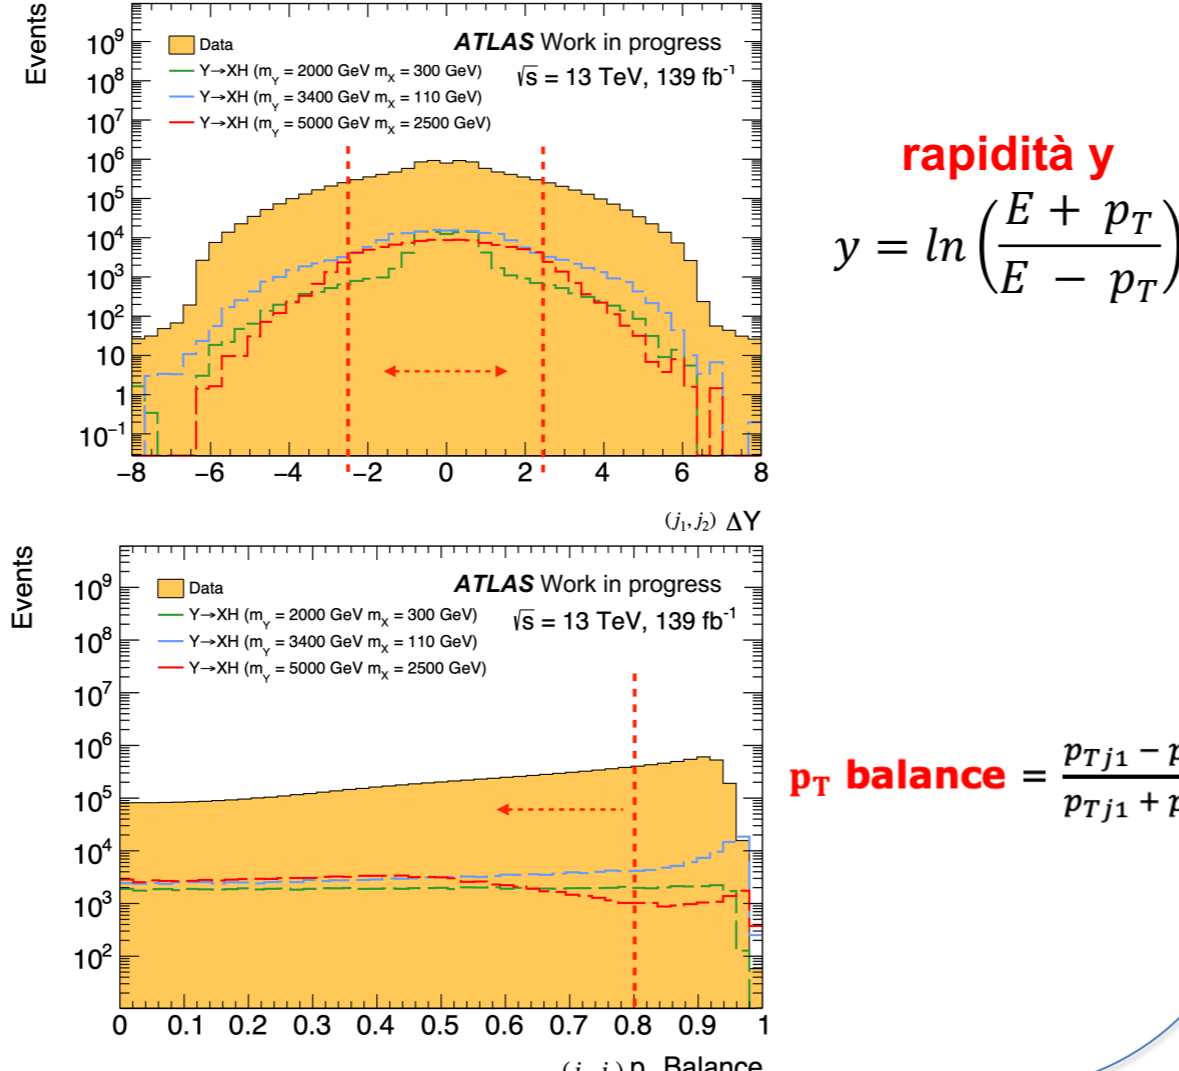 Events
10⁹
10⁸
10⁷
10⁶
10⁵
10⁴
10³
10²
10
1
10⁻¹
Data
Y→XH (m_Y = 2000 GeV m_X = 300 GeV)
Y→XH (m_Y = 3400 GeV m_X = 110 GeV)
Y→XH (m_Y = 5000 GeV m_X = 2500 GeV)
ATLAS Work in progress
√s = 13 TeV, 139 fb⁻¹
−8 −6 −4 −2 0 2 4 6 8
(j₁, j₂) ΔY
rapidità y
y = ln(E + p_T / E − p_T)
Events
10⁹
10⁸
10⁷
10⁶
10⁵
10⁴
10³
10²
Data
Y→XH (m_Y = 2000 GeV m_X = 300 GeV)
Y→XH (m_Y = 3400 GeV m_X = 110 GeV)
Y→XH (m_Y = 5000 GeV m_X = 2500 GeV)
ATLAS Work in progress
√s = 13 TeV, 139 fb⁻¹
0 0.1 0.2 0.3 0.4 0.5 0.6 0.7 0.8 0.9 1
Balance
p_T balance = p_Tj1 − / p_Tj1 +